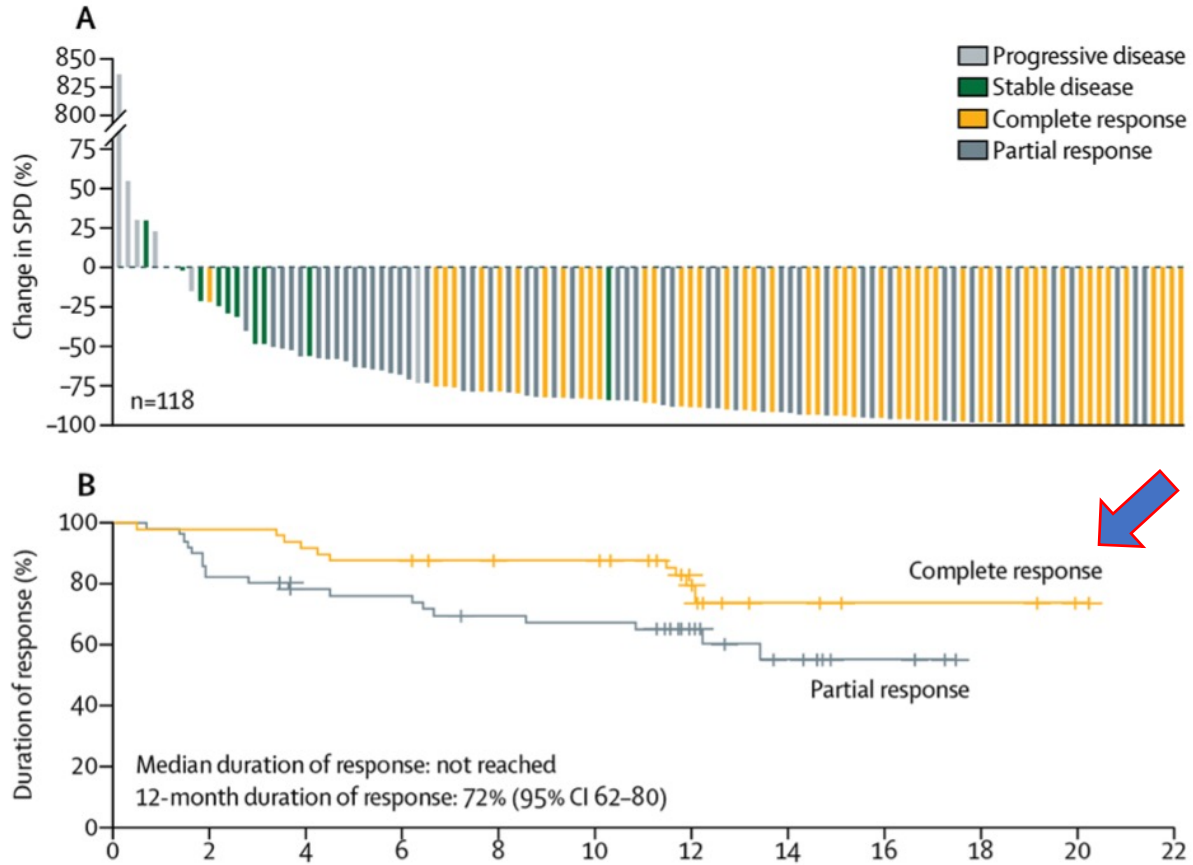 A
Change in SPD (%)
850
825
800
75
50
25
0
–25
–50
–75
–100
n=118
Progressive disease
Stable disease
Complete response
Partial response
B
Duration of response (%)
100
80
60
40
20
0
Complete response
Partial response
Median duration of response: not reached
12-month duration of response: 72% (95% CI 62–80)
0 2 4 6 8 10 12 14 16 18 20 22